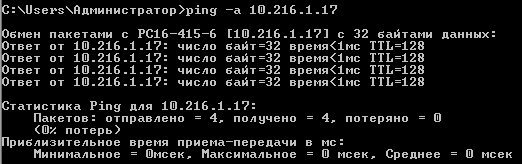 C:\Users\Администратор>ping -a 10.216.1.17
Обмен пакетами с PC16-415-6 [10.216.1.17] с 32 байтами данных:
Ответ от 10.216.1.17: число байт=32 время<1мс TTL=128
Ответ от 10.216.1.17: число байт=32 время<1мс TTL=128
Ответ от 10.216.1.17: число байт=32 время<1мс TTL=128
Ответ от 10.216.1.17: число байт=32 время<1мс TTL=128
Статистика Ping для 10.216.1.17:
Пакетов: отправлено = 4, получено = 4, потеряно = 0
(0% потерь)
Приблизительное время приема-передачи в мс:
Минимальное = 0мсек, Максимальное = 0 мсек, Среднее = 0 мсек